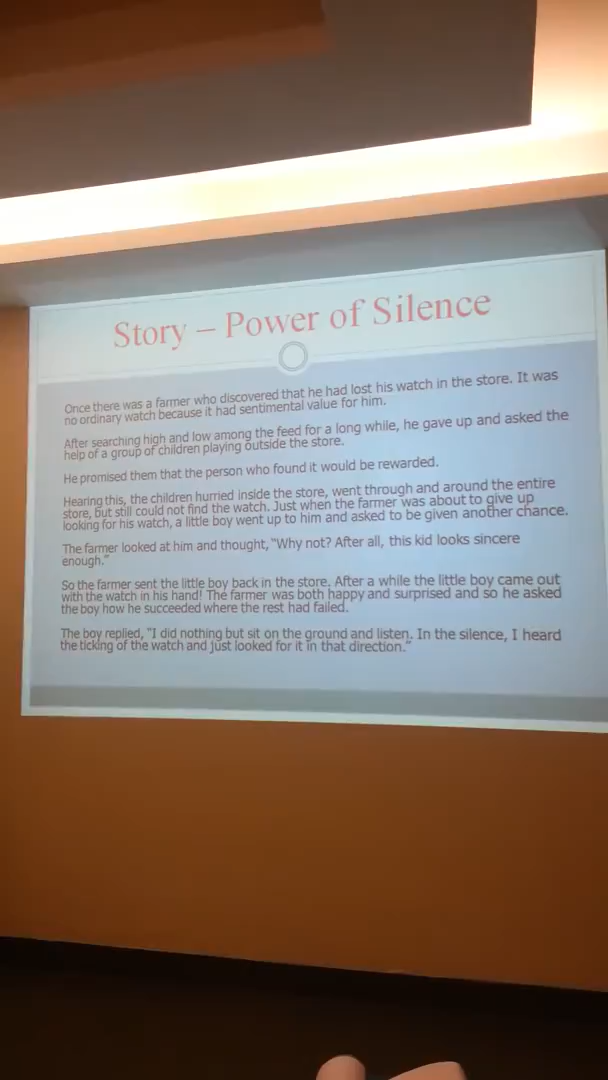 Story – Power of Silence
Once there was a farmer who discovered that he had lost his watch in the store. It was
no ordinary watch because it had sentimental value for him.
After searching high and low among the feed for a long while, he gave up and asked the
help of a group of children playing outside the store.
He promised them that the person who found it would be rewarded.
Hearing this, the children hurried inside the store, went through and around the entire
store, but still could not find the watch. Just when the farmer was about to give up
looking for his watch, a little boy went up to him and asked to be given another chance.
The farmer looked at him and thought, "Why not? After all, this kid looks sincere
enough."
So the farmer sent the little boy back in the store. After a while the little boy came out
with the watch in his hand! The farmer was both happy and surprised and so he asked
the boy how he succeeded where the rest had failed.
The boy replied, "I did nothing but sit on the ground and listen. In the silence, I heard
the ticking of the watch and just looked for it in that direction."